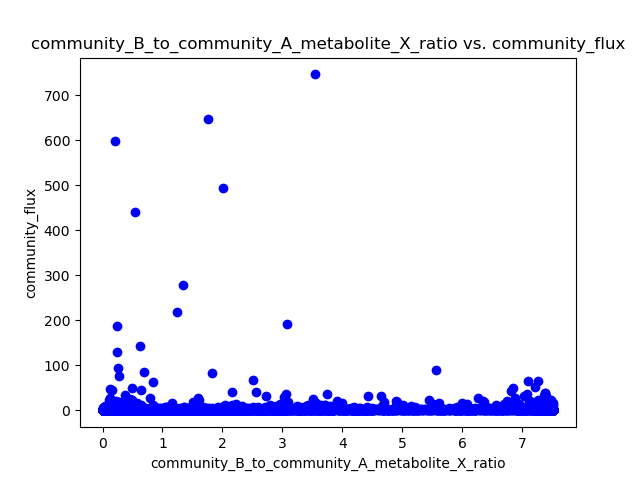 community_B_to_community_A_metabolite_X_ratio vs. community_flux
700
600
500
400
300
200
100
0
community_flux
0 1 2 3 4 5 6 7
community_B_to_community_A_metabolite_X_ratio